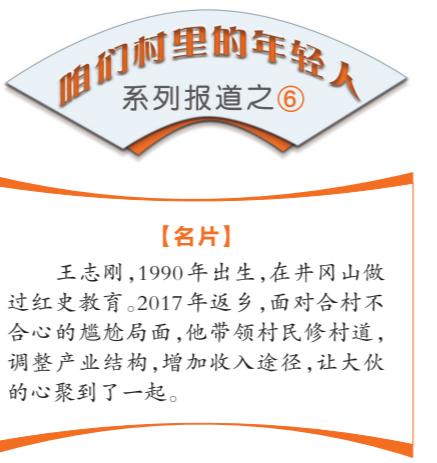 咱们村里的年轻人
系列报道之⑥
【名片】
王志刚,1990年出生,在井冈山做
过红史教育。2017年返乡,面对合村不
合心的尴尬局面,他带领村民修村道,
调整产业结构,增加收入途径,让大伙
的心聚到了一起。